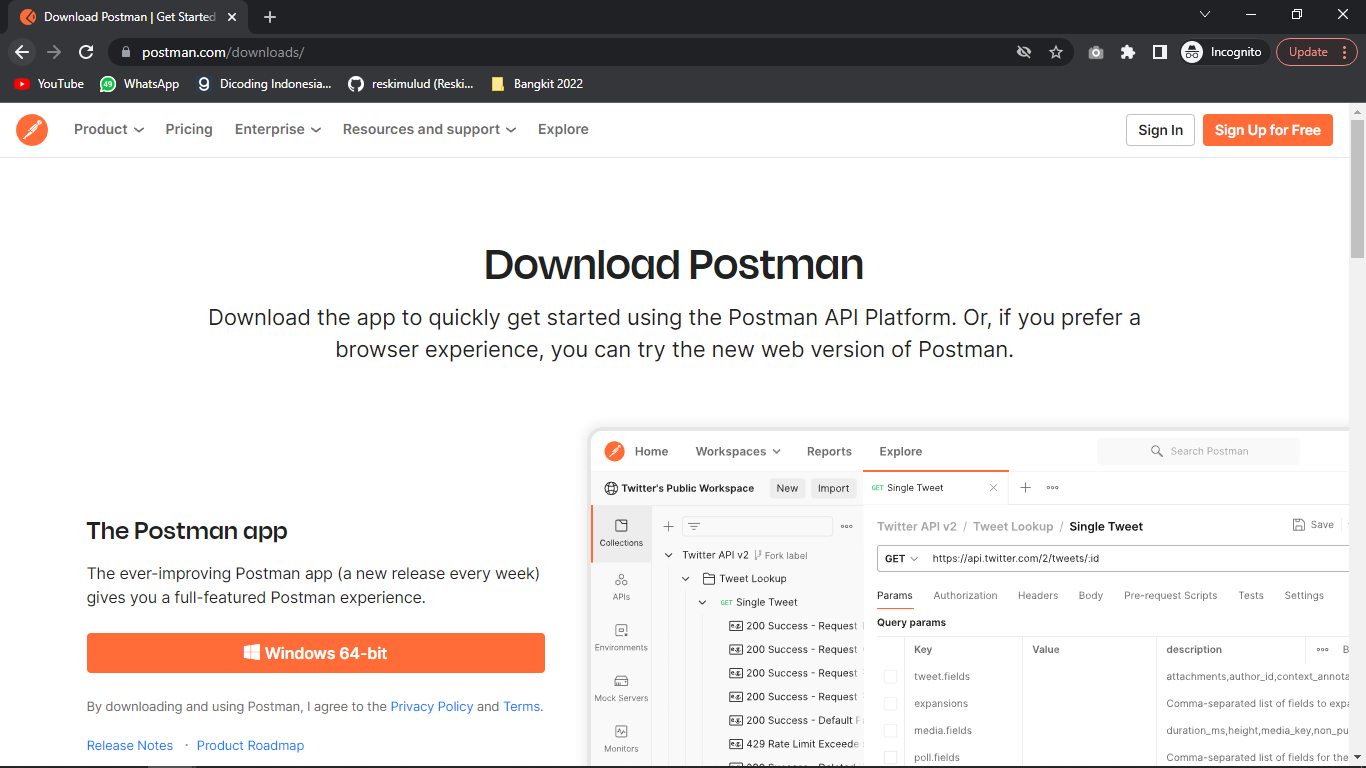 Download Postman | Get Started
postman.com/downloads/
Incognito
Update
YouTube
49
WhatsApp
Dicoding Indonesia...
reskimulud (Reski...
Bangkit 2022
Product
Pricing
Enterprise
Resources and support
Explore
Sign In
Sign Up for Free
Download Postman
Download the app to quickly get started using the Postman API Platform. Or, if you prefer a
browser experience, you can try the new web version of Postman.
The Postman app
The ever-improving Postman app (a new release every week)
gives you a full-featured Postman experience.
Windows 64-bit
By downloading and using Postman, I agree to the Privacy Policy and Terms.
Release Notes · Product Roadmap
Home
Workspaces
Reports
Explore
Search Postman
Twitter's Public Workspace
New
Import
GET Single Tweet
Collections
APIs
Environments
Mock Servers
Monitors
Twitter API v2
Fork label
Tweet Lookup
GET Single Tweet
200 Success - Request
200 Success - Request
200 Success - Request
200 Success - Request
200 Success - Default
429 Rate Limit Exceede
Twitter API v2 / Tweet Lookup / Single Tweet
Save
GET
https://api.twitter.com/2/tweets/:id
Params
Authorization
Headers
Body
Pre-request Scripts
Tests
Settings
Query params
Key
Value
description
tweet.fields
attachments,author_id,context_annota
expansions
Comma-separated list of fields to expa
media.fields
duration_ms,height,media_key,non_pu
poll.fields
Comma-separated list of fields for the